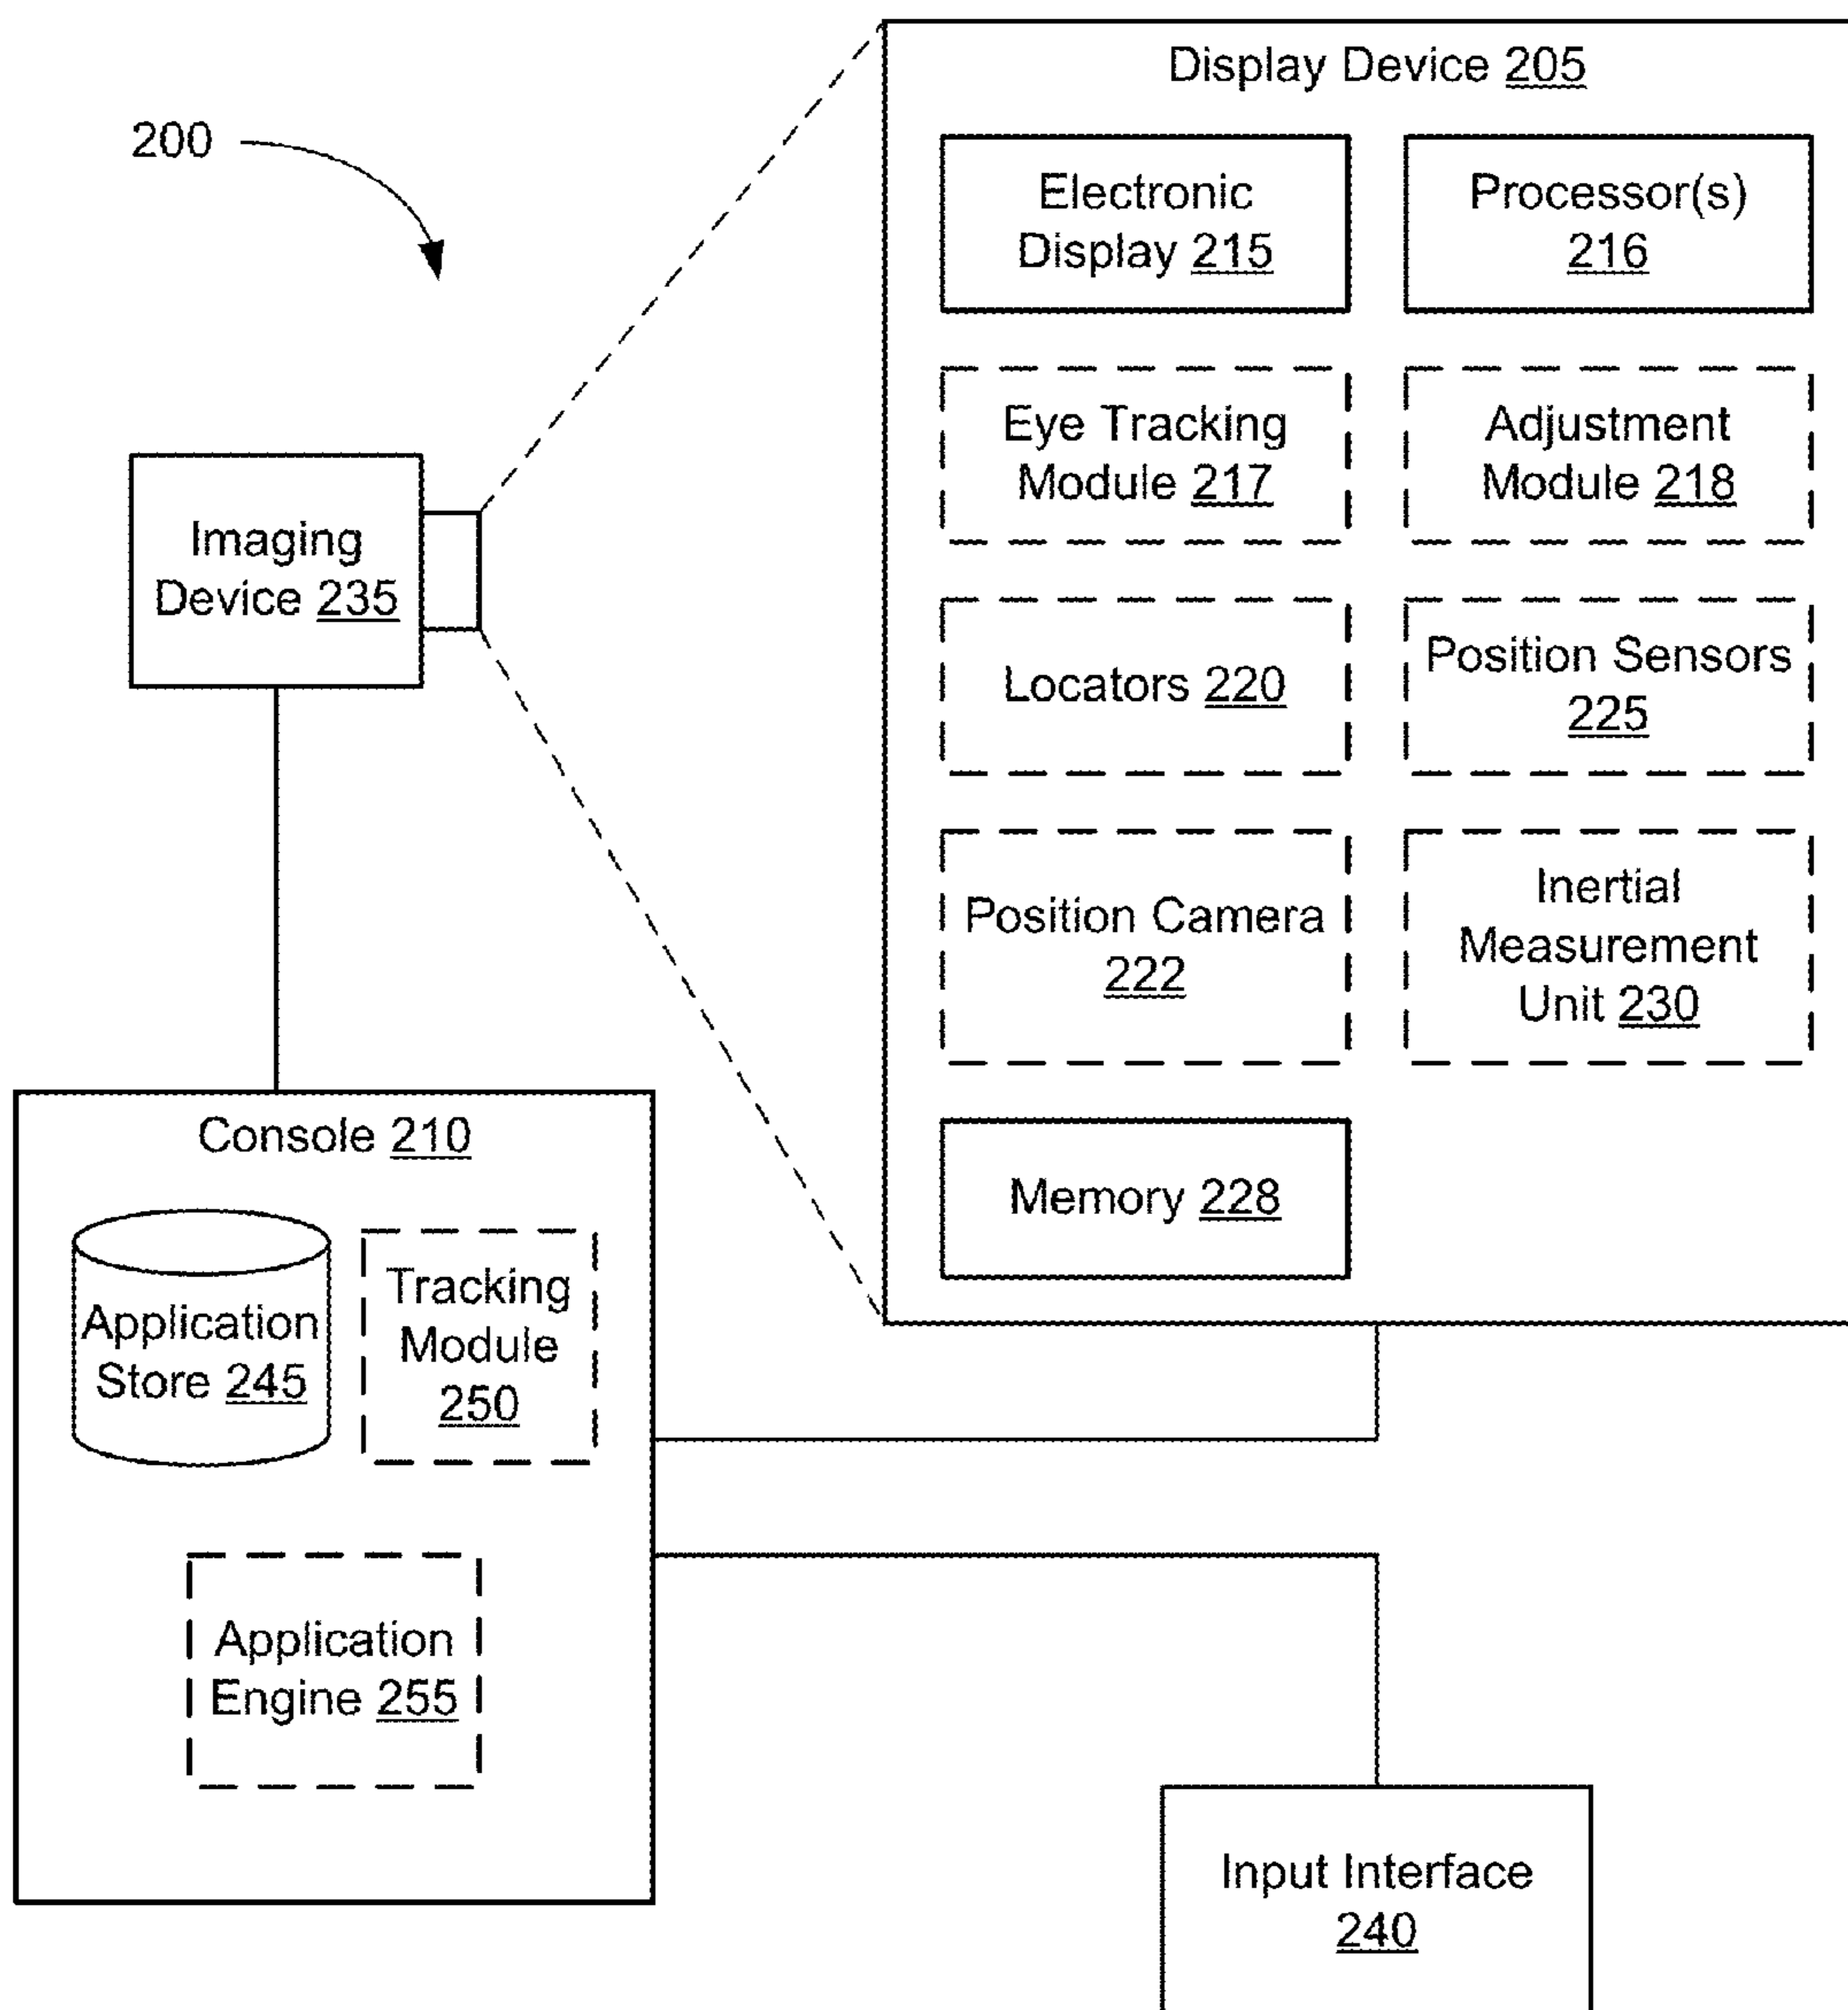 Display Device 205
200
Electronic
Display 215
Processor(s)
216
Eye Tracking
Module 217
Adjustment
Module 218
Imaging
Device 235
Locators 220
Position Sensors
225
Position Camera
222
Inertial
Measurement
Unit 230
Memory 228
Console 210
Application
Store 245
Tracking
Module
250
Application
Engine 255
Input Interface
240